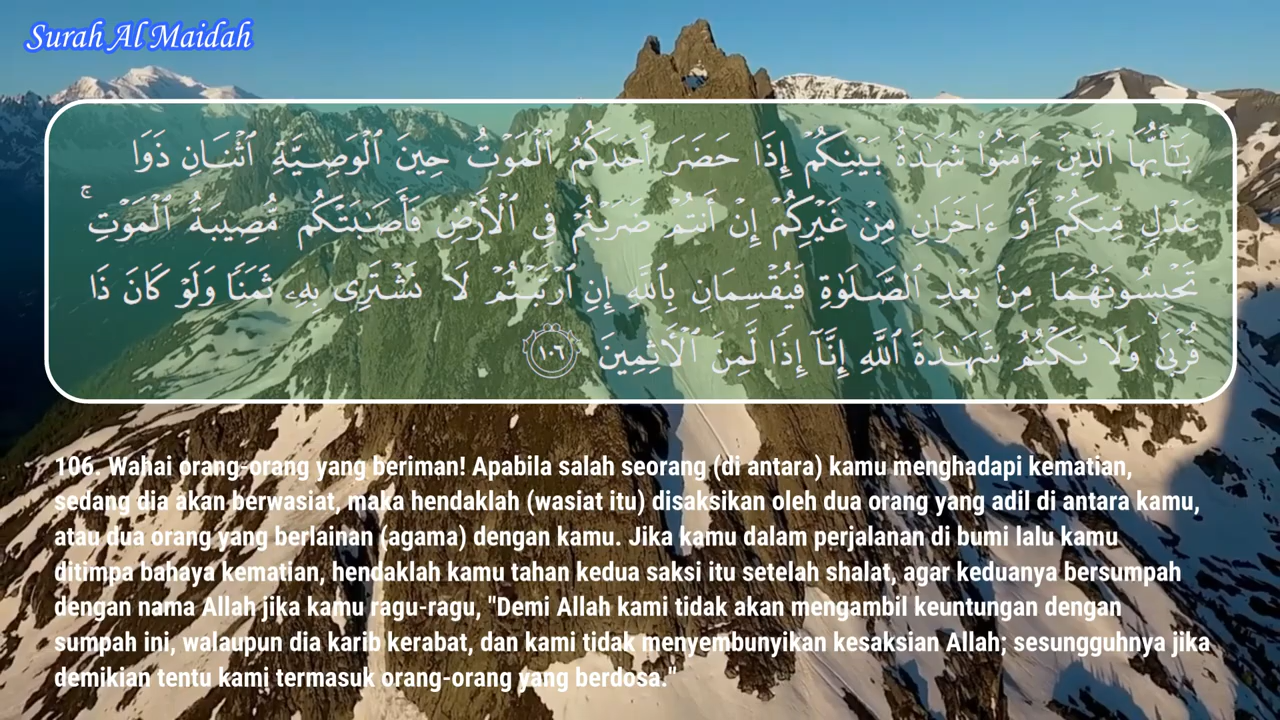 Surah Al Maidah
يَـٰٓأَيُّهَا ٱلَّذِينَ ءَامَنُوا۟ شَهَـٰدَةُ بَيْنِكُمْ إِذَا حَضَرَ أَحَدَكُمُ ٱلْمَوْتُ حِينَ ٱلْوَصِيَّةِ ٱثْنَانِ ذَوَا
عَدْلٍ مِّنكُمْ أَوْ ءَاخَرَانِ مِنْ غَيْرِكُمْ إِنْ أَنتُمْ ضَرَبْتُمْ فِى ٱلْأَرْضِ فَأَصَـٰبَتْكُم مُّصِيبَةُ ٱلْمَوْتِ ۚ
تَحْبِسُونَهُمَا مِنۢ بَعْدِ ٱلصَّلَوٰةِ فَيُقْسِمَانِ بِٱللَّهِ إِنِ ٱرْتَبْتُمْ لَا نَشْتَرِى بِهِۦ ثَمَنًا وَلَوْ كَانَ ذَا
قُرْبَىٰ ۙ وَلَا نَكْتُمُ شَهَـٰدَةَ ٱللَّهِ إِنَّآ إِذًا لَّمِنَ ٱلْـَٔاثِمِينَ ١٠٦
106. Wahai orang-orang yang beriman! Apabila salah seorang (di antara) kamu menghadapi kematian,
sedang dia akan berwasiat, maka hendaklah (wasiat itu) disaksikan oleh dua orang yang adil di antara kamu,
atau dua orang yang berlainan (agama) dengan kamu. Jika kamu dalam perjalanan di bumi lalu kamu
ditimpa bahaya kematian, hendaklah kamu tahan kedua saksi itu setelah shalat, agar keduanya bersumpah
dengan nama Allah jika kamu ragu-ragu, "Demi Allah kami tidak akan mengambil keuntungan dengan
sumpah ini, walaupun dia karib kerabat, dan kami tidak menyembunyikan kesaksian Allah; sesungguhnya jika
demikian tentu kami termasuk orang-orang yang berdosa."